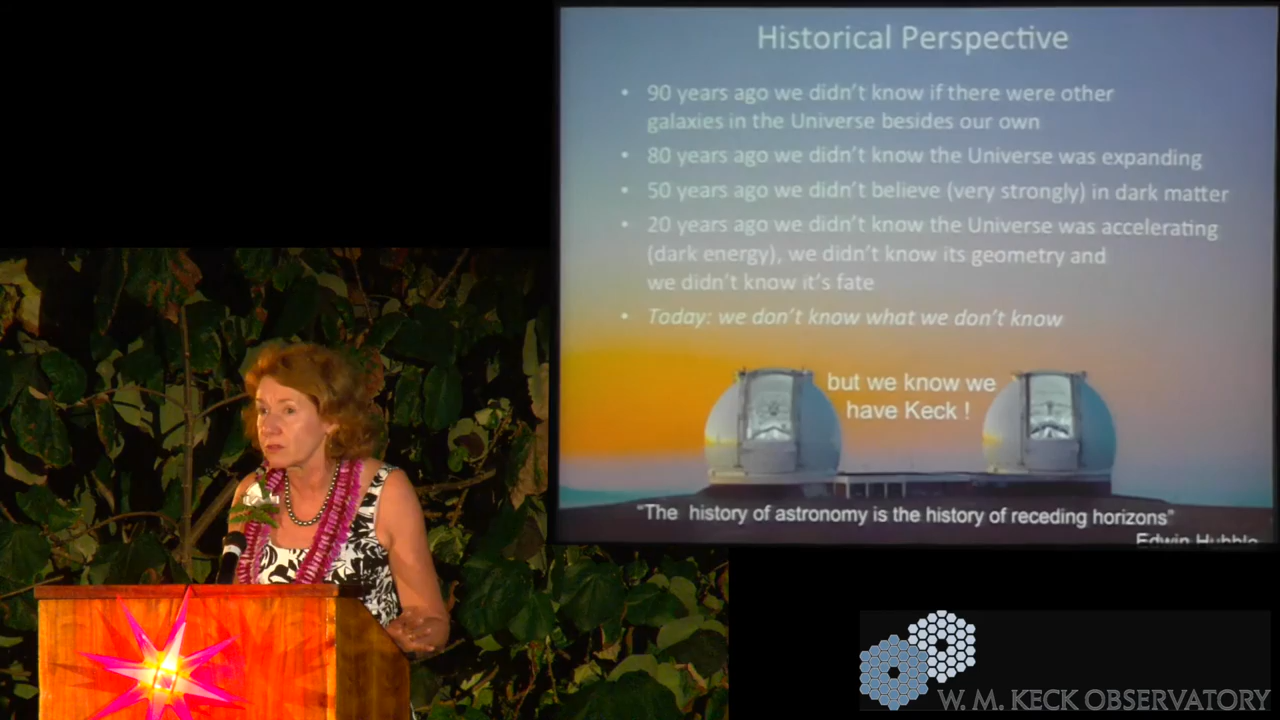 Historical Perspective
• 90 years ago we didn't know if there were other
galaxies in the Universe besides our own
• 80 years ago we didn't know the Universe was expanding
• 50 years ago we didn't believe (very strongly) in dark matter
• 20 years ago we didn't know the Universe was accelerating
(dark energy), we didn't know its geometry and
we didn't know it's fate
• Today: we don't know what we don't know
but we know we
have Keck !
"The history of astronomy is the history of receding horizons"
Edwin Hubble
W. M. KECK OBSERVATORY